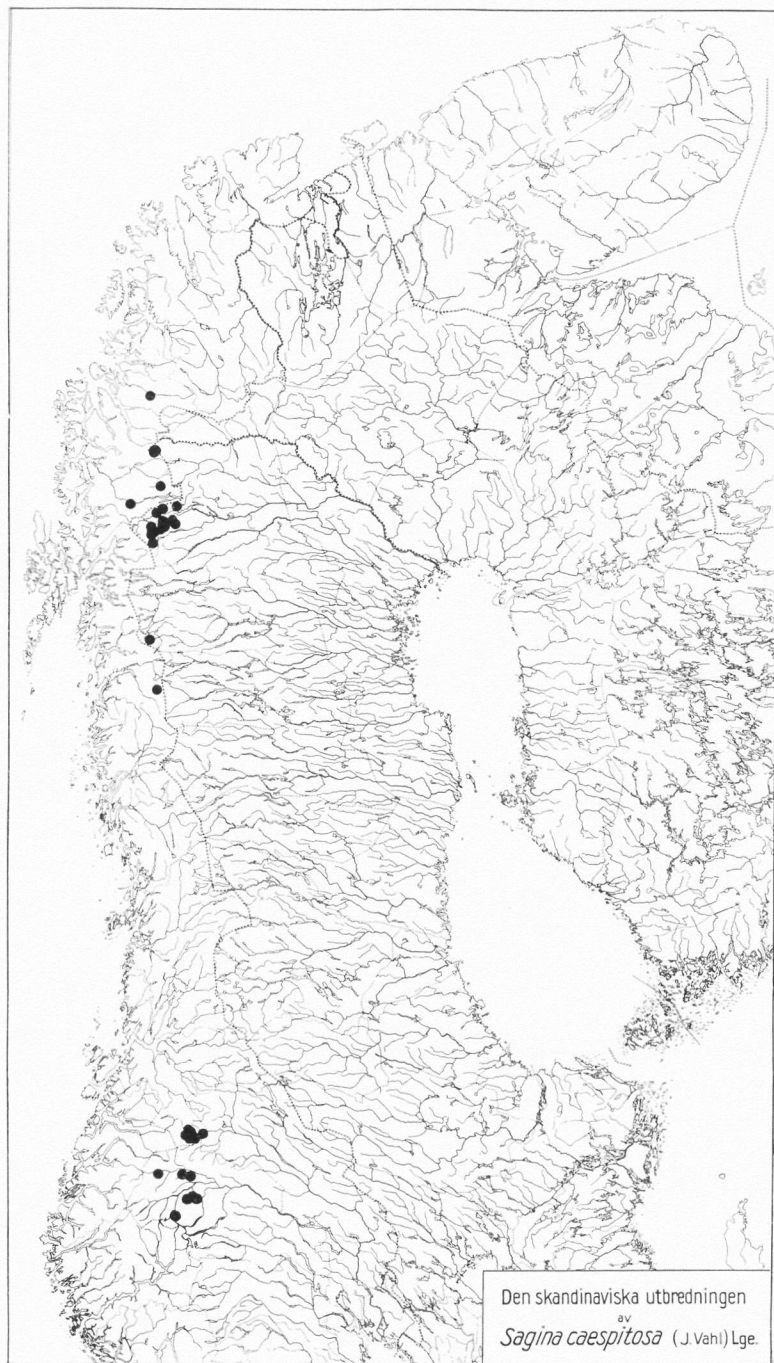 Den skandinaviska utbredningen
av
Sagina caespitosa (J. Vahl) Lge.